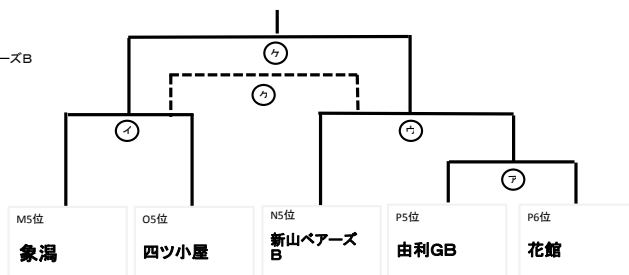 ーズB
ケ
ク
イ
ウ
ア
M5位
象潟
O5位
四ツ小屋
N5位
新山ベアーズ
B
P5位
由利GB
P6位
花館